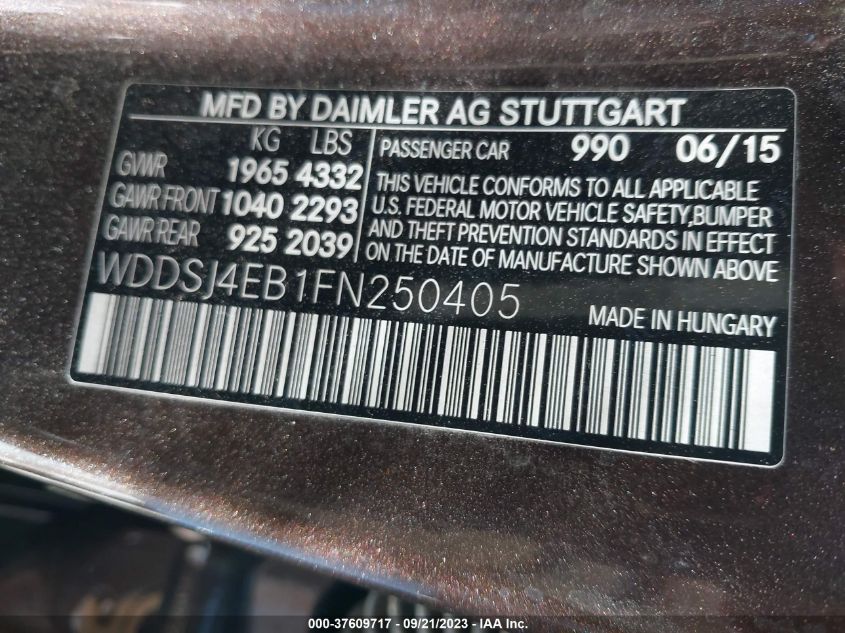 MFD BY DAIMLER AG STUTTGART
KG LBS
GVWR 1965 4332
GAWR FRONT 1040 2293
GAWR REAR 925 2039
PASSENGER CAR 990 06/15
THIS VEHICLE CONFORMS TO ALL APPLICABLE
U.S. FEDERAL MOTOR VEHICLE SAFETY,BUMPER
AND THEFT PREVENTION STANDARDS IN EFFECT
ON THE DATE OF MANUFACTURE SHOWN ABOVE
WDDSJ4EB1FN250405
MADE IN HUNGARY
000-37609717 - 09/21/2023 - IAA Inc.